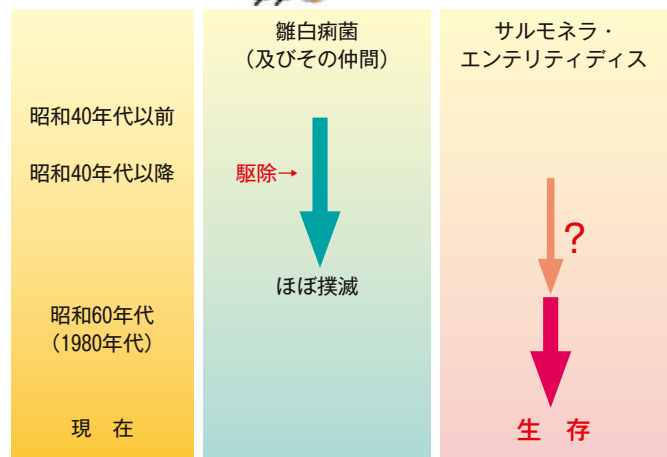 雛白痢菌
（及びその仲間）
サルモネラ・
エンテリティディス
昭和40年代以前
昭和40年代以降
駆除→
?
ほぼ撲滅
昭和60年代
（1980年代）
現　在
生　存